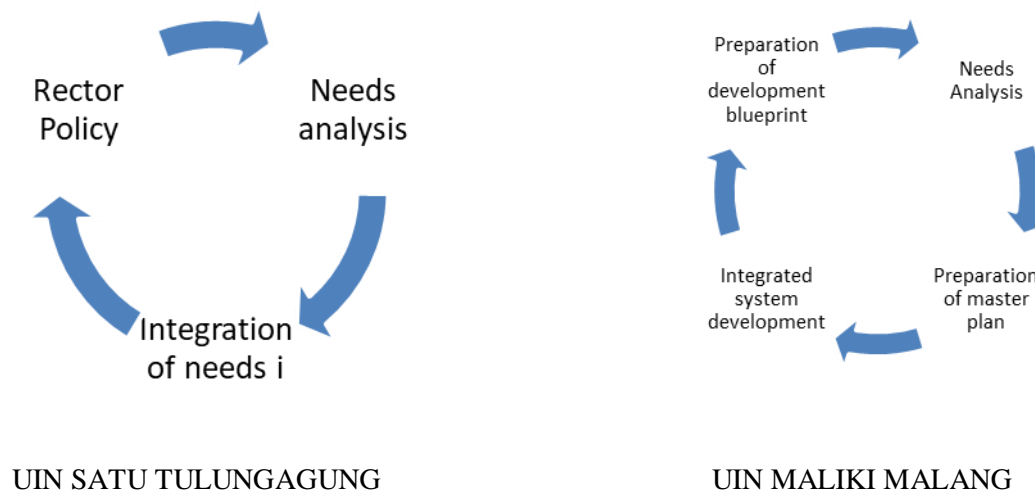 Rector
Policy
Needs
analysis
Integration
of needs i
UIN SATU TULUNGAGUNG
Preparation
of
development
blueprint
Needs
Analysis
Preparation
of master
plan
Integrated
system
development
UIN MALIKI MALANG